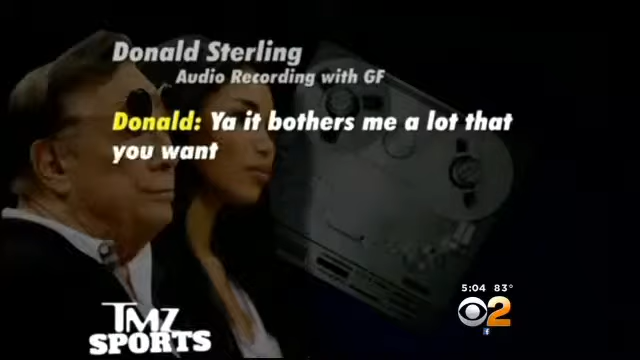 Donald Sterling
Audio Recording with GF
Donald: Ya it bothers me a lot that
you want
5:04 83°
2
TMZ
SPORTS